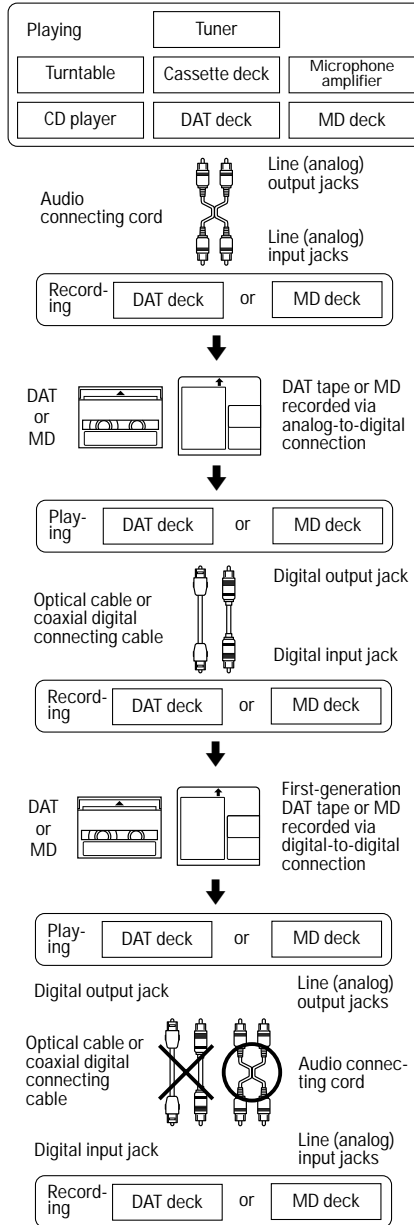 Playing
Tuner
Turntable
Cassette deck
Microphone
amplifier
CD player
DAT deck
MD deck
Audio
connecting cord
Line (analog)
output jacks
Line (analog)
input jacks
Record-
ing
DAT deck
or
MD deck
DAT
or
MD
DAT tape or MD
recorded via
analog-to-digital
connection
Play-
ing
DAT deck
or
MD deck
Optical cable or
coaxial digital
connecting cable
Digital output jack
Digital input jack
Record-
ing
DAT deck
or
MD deck
DAT
or
MD
First-generation
DAT tape or MD
recorded via
digital-to-digital
connection
Play-
ing
DAT deck
or
MD deck
Digital output jack
Line (analog)
output jacks
Optical cable or
coaxial digital
connecting
cable
Audio connec-
ting cord
Digital input jack
Line (analog)
input jacks
Record-
ing
DAT deck
or
MD deck